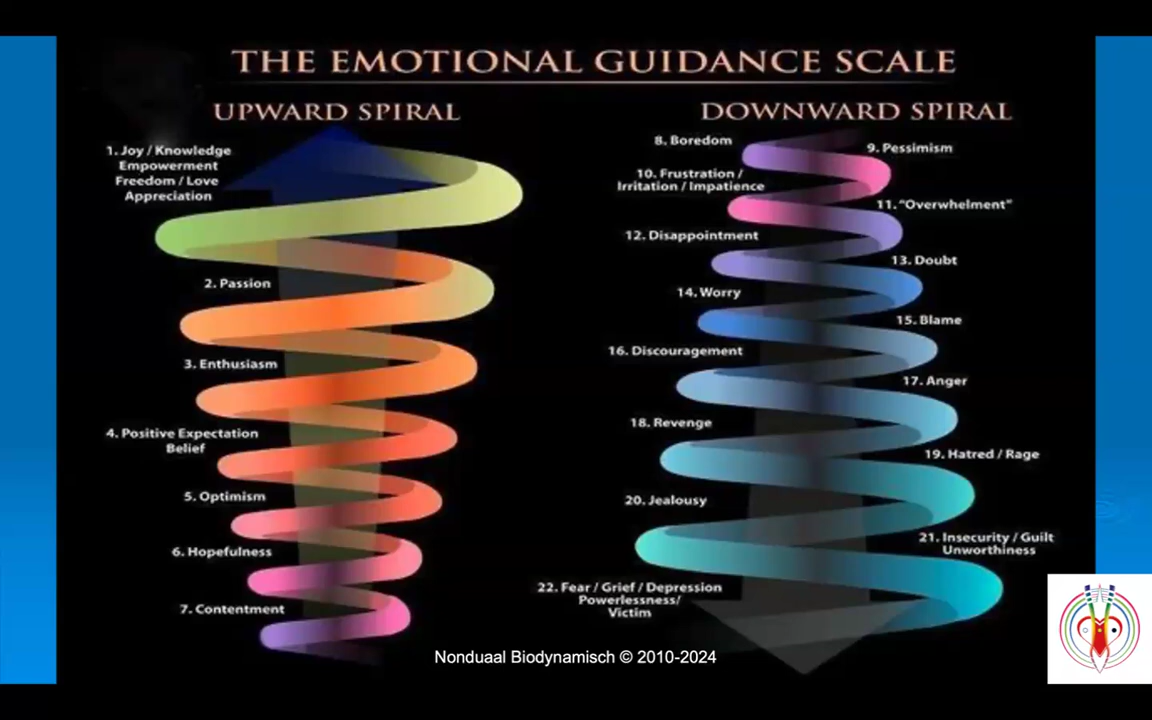 THE EMOTIONAL GUIDANCE SCALE
UPWARD SPIRAL
1. Joy / Knowledge
Empowerment
Freedom / Love
Appreciation
2. Passion
3. Enthusiasm
4. Positive Expectation
Belief
5. Optimism
6. Hopefulness
7. Contentment
DOWNWARD SPIRAL
8. Boredom
9. Pessimism
10. Frustration /
Irritation / Impatience
11. “Overwhelment”
12. Disappointment
13. Doubt
14. Worry
15. Blame
16. Discouragement
17. Anger
18. Revenge
19. Hatred / Rage
20. Jealousy
21. Insecurity / Guilt
Unworthiness
22. Fear / Grief / Depression
Powerlessness/
Victim
Nonduaal Biodynamisch © 2010-2024